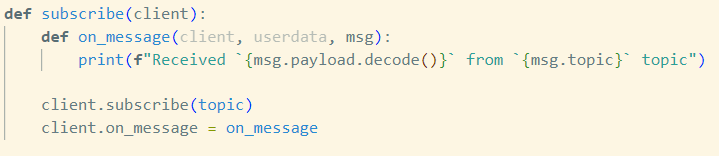 def subscribe(client):
    def on_message(client, userdata, msg):
        print(f"Received `{msg.payload.decode()}` from `{msg.topic}` topic")
    client.subscribe(topic)
    client.on_message = on_message